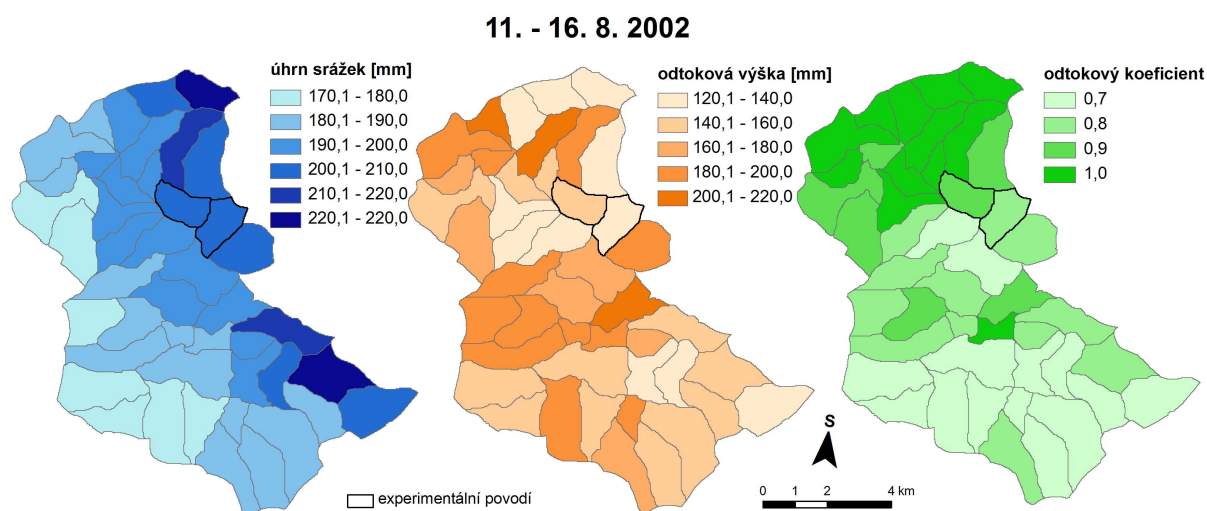 11. - 16. 8. 2002
úhrn srážek [mm]
170,1 - 180,0
180,1 - 190,0
190,1 - 200,0
200,1 - 210,0
210,1 - 220,0
220,1 - 220,0
odtoková výška [mm]
120,1 - 140,0
140,1 - 160,0
160,1 - 180,0
180,1 - 200,0
200,1 - 220,0
odtokový koeficient
0,7
0,8
0,9
1,0
experimentální povodí
S
0 1 2 4 km